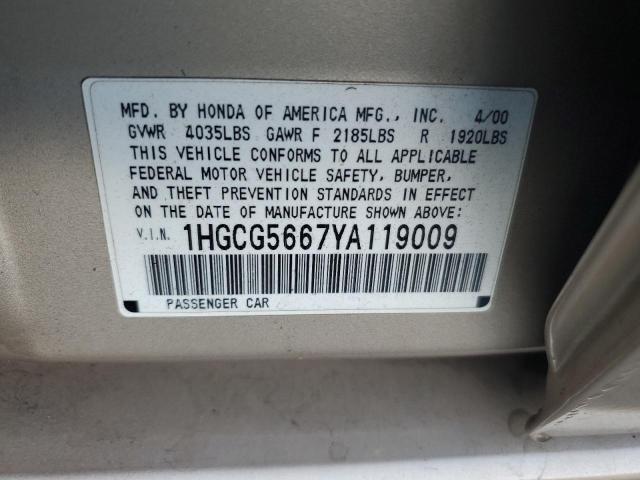 MFD. BY HONDA OF AMERICA MFG., INC. 4/00
GVWR 4035LBS GAWR F 2185LBS R 1920LBS
THIS VEHICLE CONFORMS TO ALL APPLICABLE
FEDERAL MOTOR VEHICLE SAFETY, BUMPER,
AND THEFT PREVENTION STANDARDS IN EFFECT
ON THE DATE OF MANUFACTURE SHOWN ABOVE:
V.I.N. 1HGCG5667YA119009
PASSENGER CAR